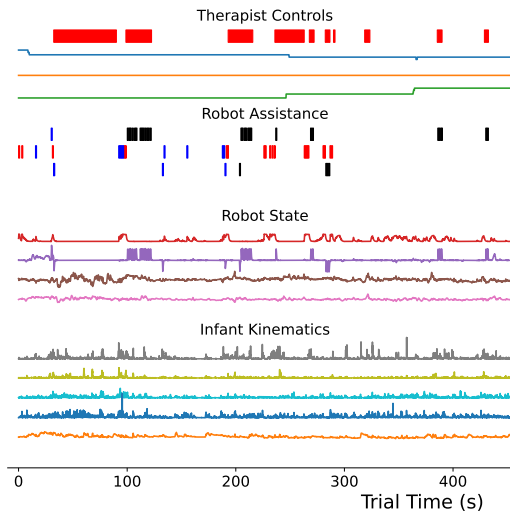 Therapist Controls
Robot Assistance
Robot State
Infant Kinematics
0 100 200 300 400
Trial Time (s)